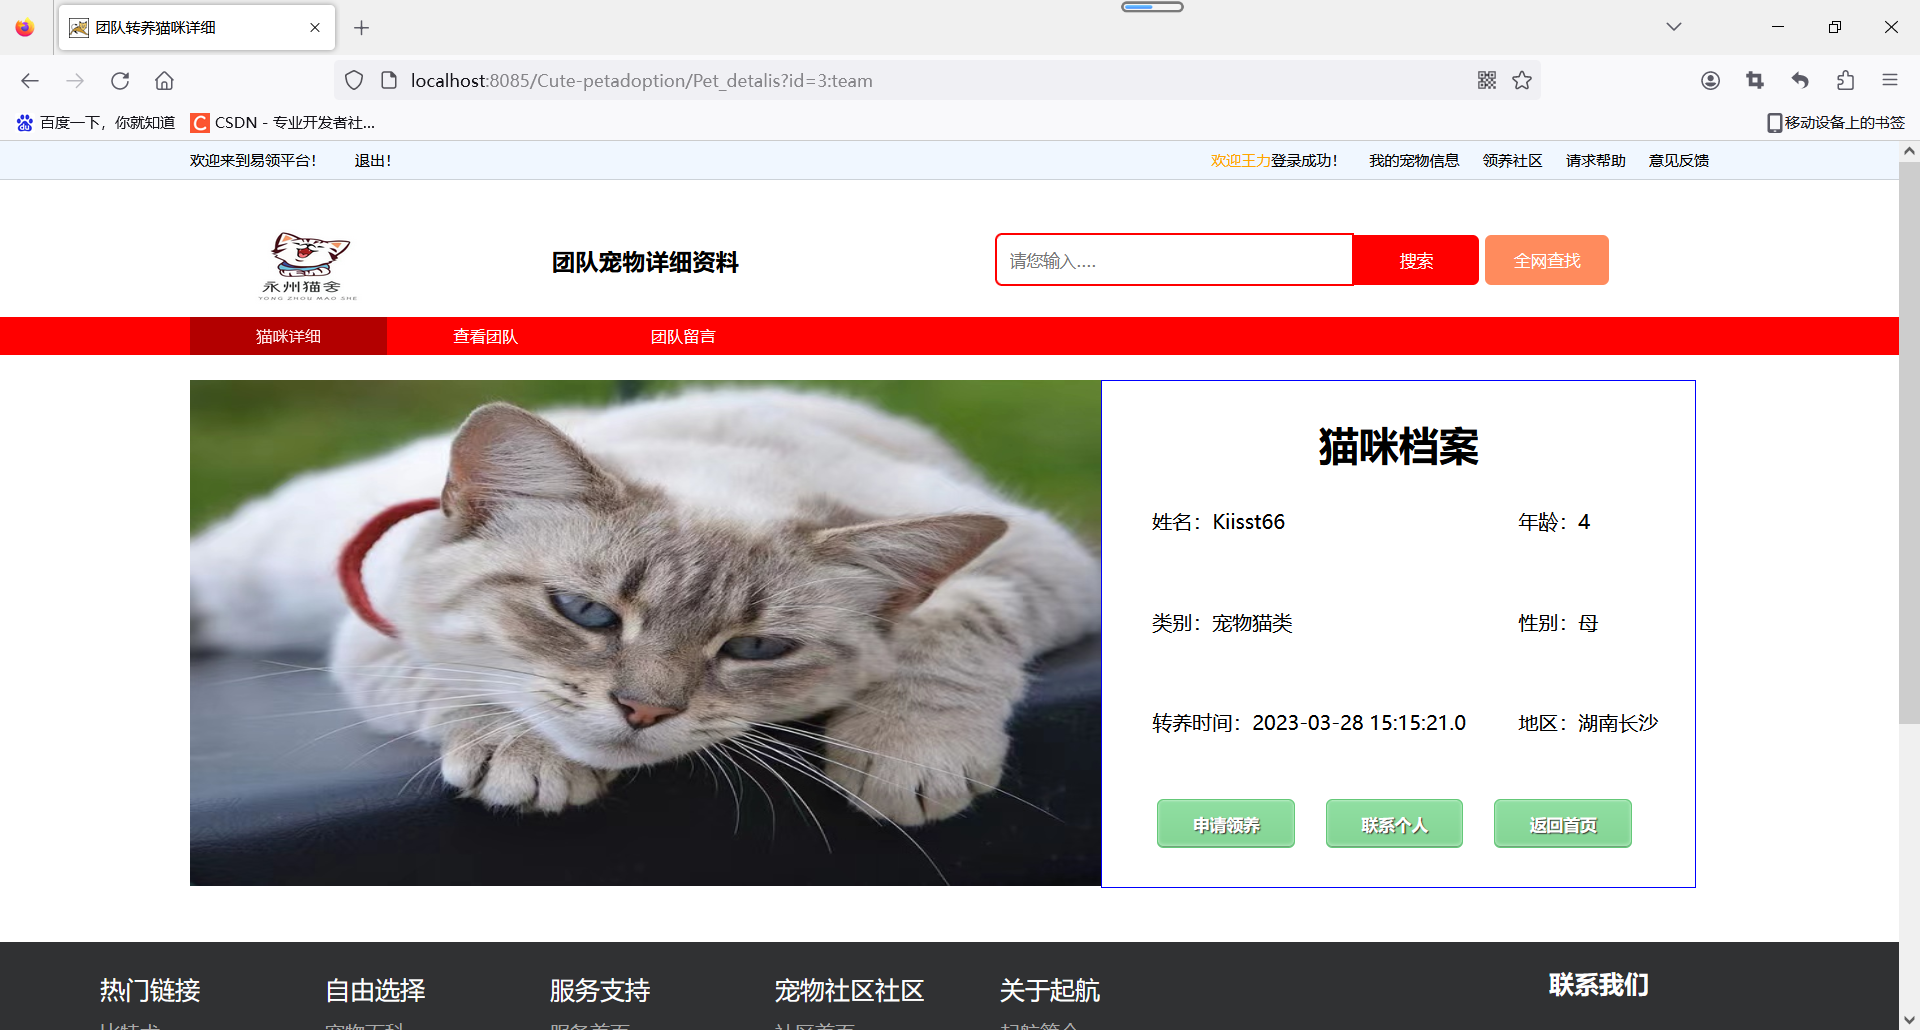 团队转养猫咪详细
localhost:8085/Cute-petadoption/Pet_detalis?id=3:team
百度一下，你就知道 CSDN - 专业开发者社... 移动设备上的书签
欢迎来到易领平台！ 退出！ 欢迎王力登录成功！ 我的宠物信息 领养社区 请求帮助 意见反馈
永州猫舍
YONG ZHOU MAO SHE
团队宠物详细资料
请您输入.... 搜索 全网查找
猫咪详细 查看团队 团队留言
猫咪档案
姓名：Kiisst66 年龄：4
类别：宠物猫类 性别：母
转养时间：2023-03-28 15:15:21.0 地区：湖南长沙
申请领养 联系个人 返回首页
热门链接 自由选择 服务支持 宠物社区社区 关于起航 联系我们